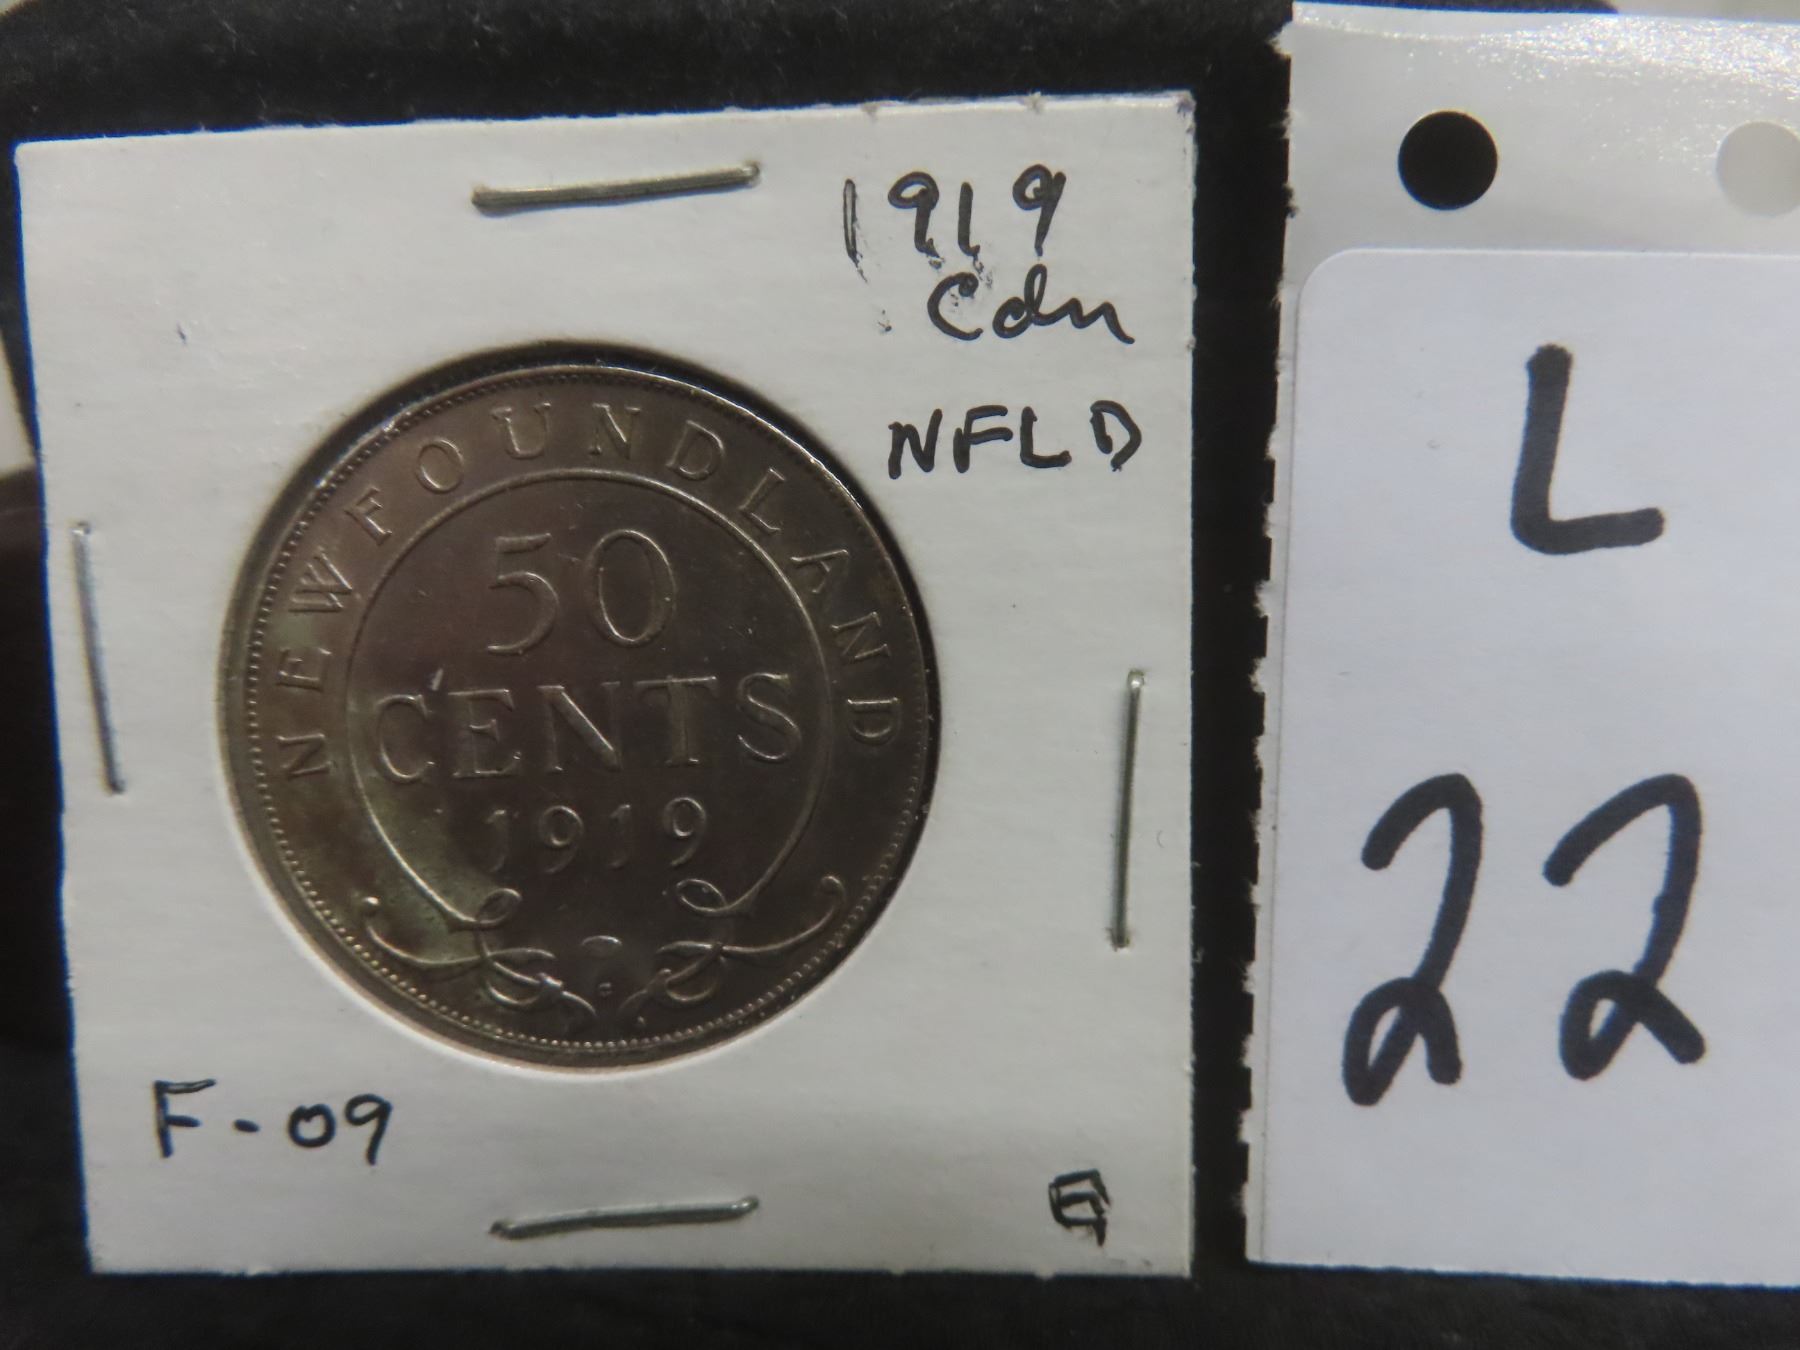 1919
Cdn
NFLD
NEWFOUNDLAND
50
CENTS
1919
C
F-09
L
22